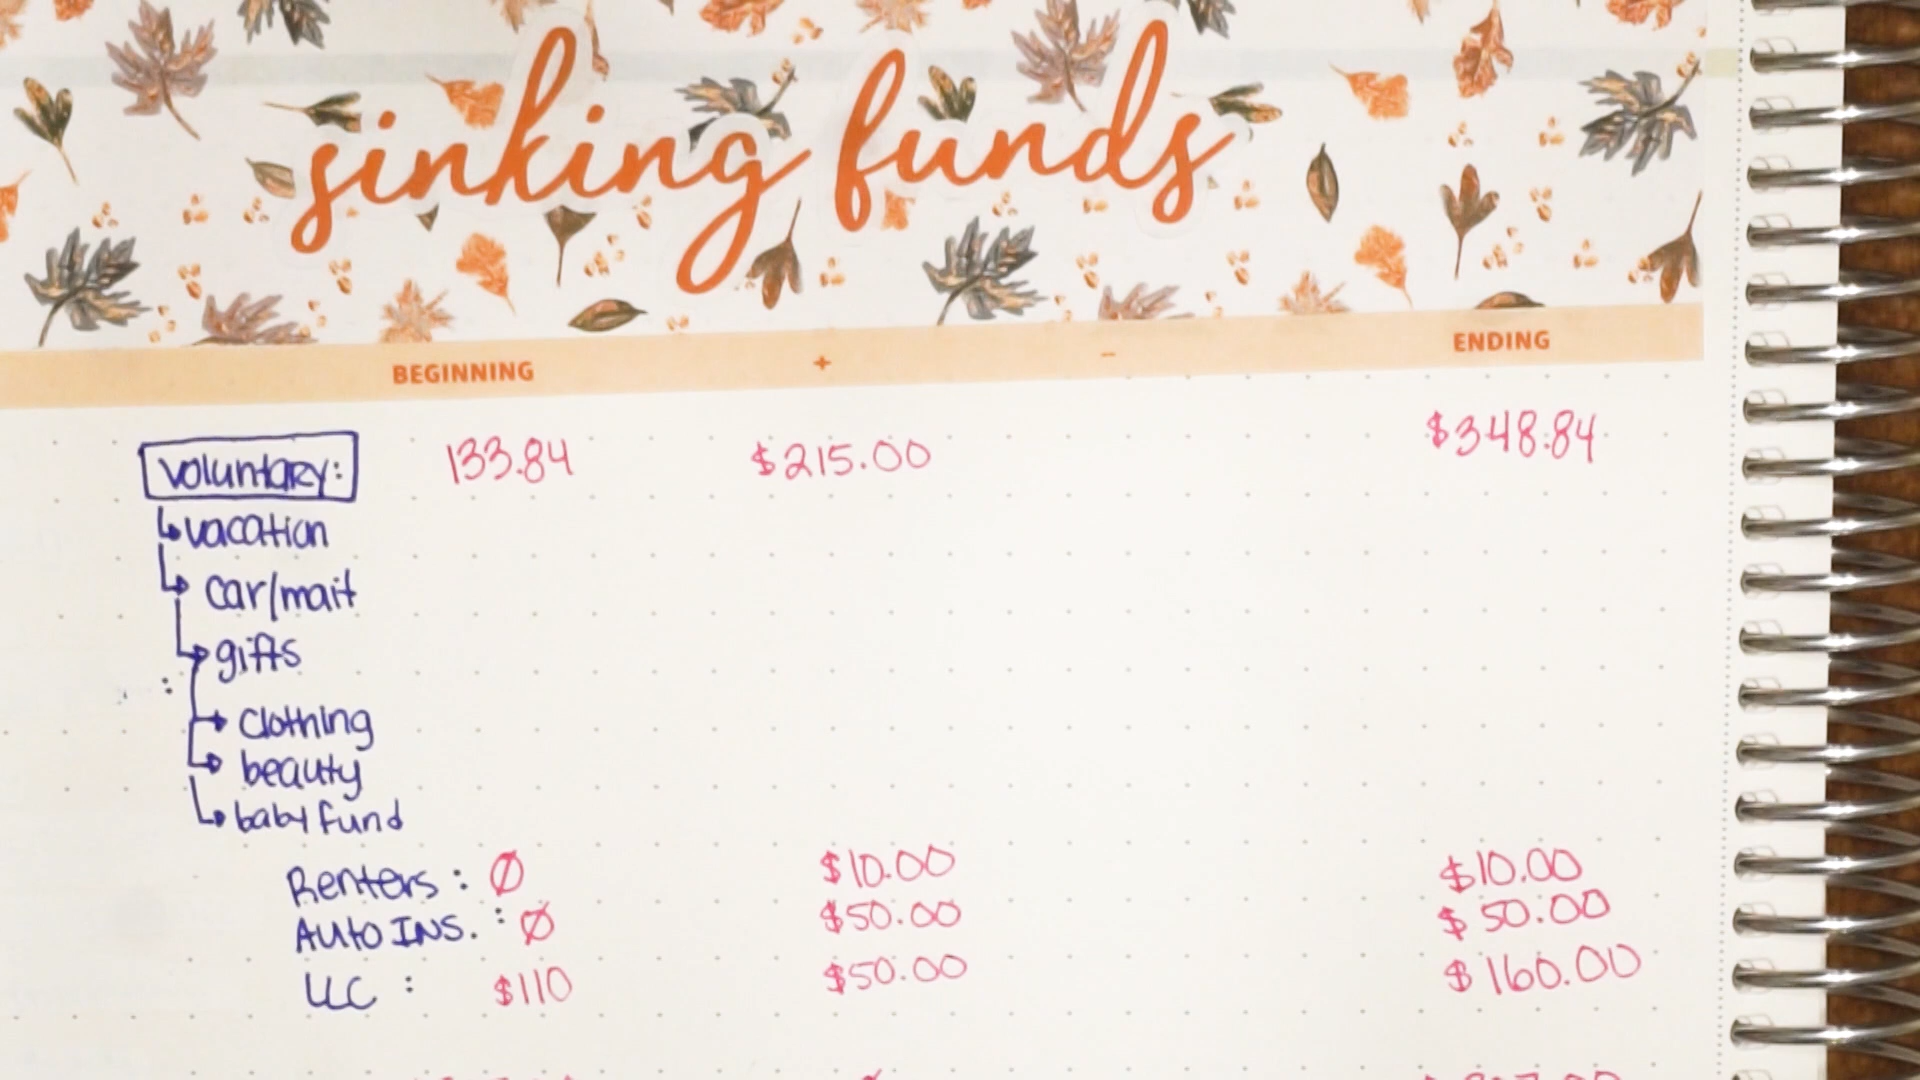 sinking funds
BEGINNING + - ENDING
voluntary: 133.84 $215.00 $348.84
vacation
car/mait
gifts
:
clothing
beauty
baby fund
Renters : Ø $10.00 $10.00
Auto INS. : Ø $50.00 $50.00
LLC : $110 $50.00 $160.00